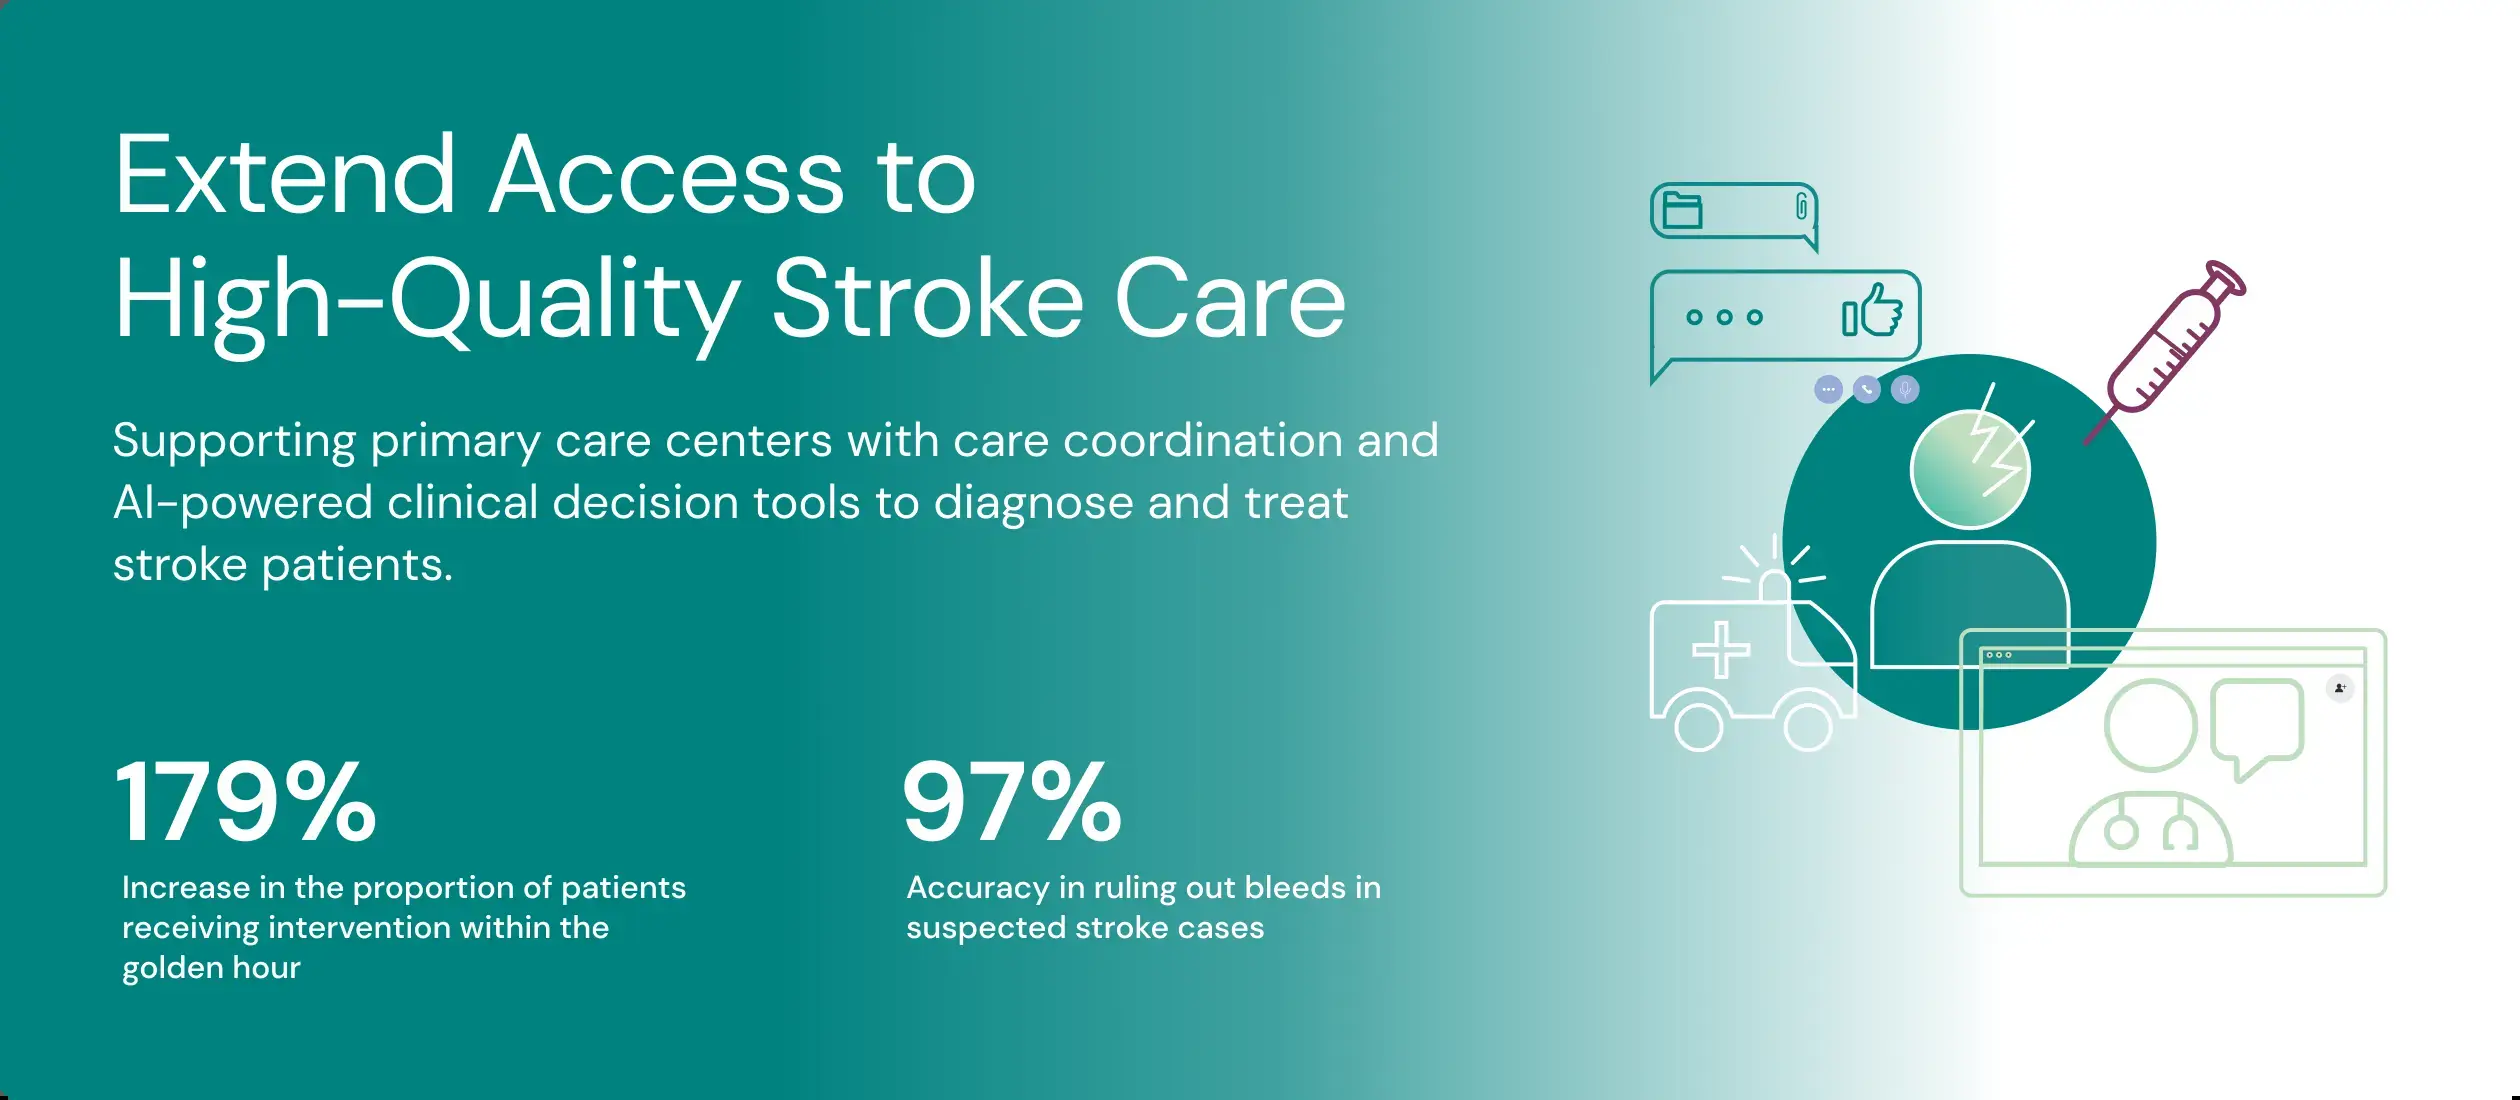 Extend Access to
High-Quality Stroke Care
Supporting primary care centers with care coordination and
AI-powered clinical decision tools to diagnose and treat
stroke patients.
179%
Increase in the proportion of patients
receiving intervention within the
golden hour
97%
Accuracy in ruling out bleeds in
suspected stroke cases